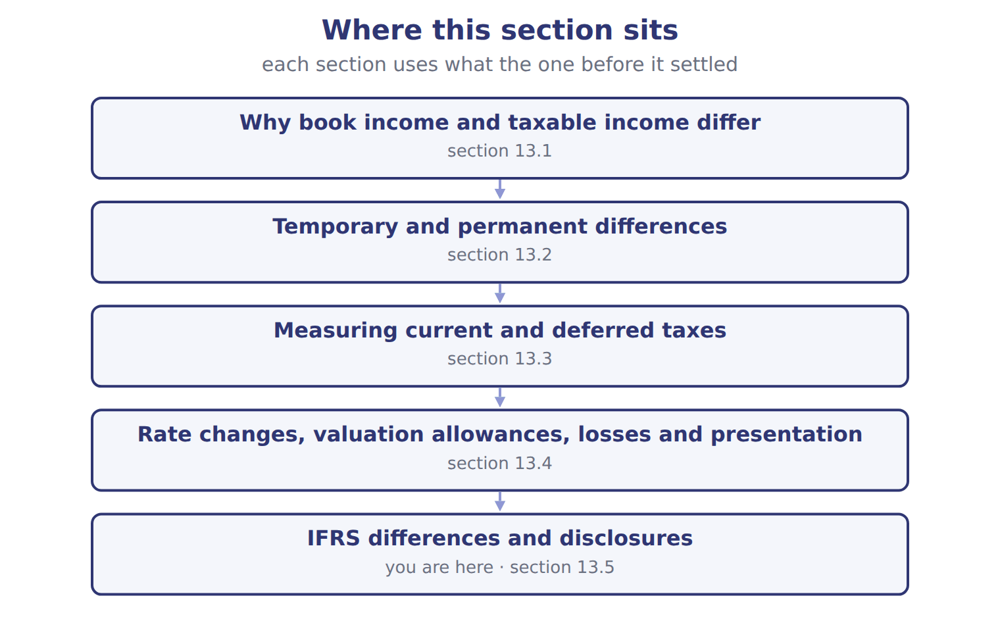 Where this section sits
each section uses what the one before it settled
Why book income and taxable income differ
section 13.1
Temporary and permanent differences
section 13.2
Measuring current and deferred taxes
section 13.3
Rate changes, valuation allowances, losses and presentation
section 13.4
IFRS differences and disclosures
you are here · section 13.5